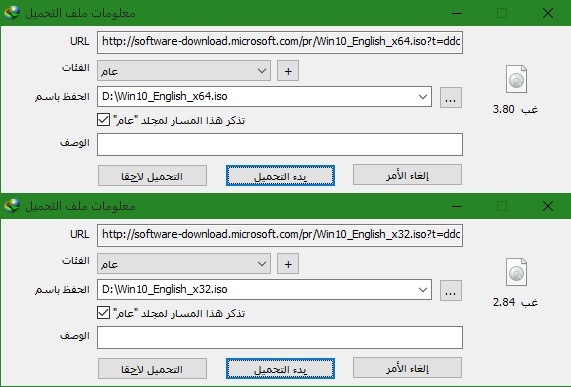 معلومات ملف التحميل
URL http://software-download.microsoft.com/pr/Win10_English_x64.iso?t=ddc
الفئات عام +
الحفظ باسم D:\Win10_English_x64.iso ...
3.80 غب
تذكر هذا المسار لمجلد "عام"
الوصف
التحميل لاحقا يدء التحميل إلغاء الأمر
معلومات ملف التحميل
URL http://software-download.microsoft.com/pr/Win10_English_x32.iso?t=ddc
الفئات عام +
الحفظ باسم D:\Win10_English_x32.iso ...
2.84 غب
تذكر هذا المسار لمجلد "عام"
الوصف
التحميل لاحقا يدء التحميل إلغاء الأمر